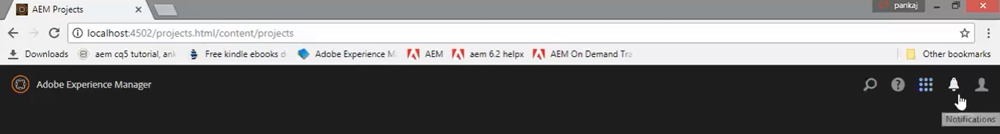 AEM Projects
pankaj
localhost:4502/projects.html/content/projects
Downloads aem cq5 tutorial, ank Free kindle ebooks d Adobe Experience M AEM aem 6.2 helpx AEM On Demand Tra Other bookmarks
Adobe Experience Manager
Notifications